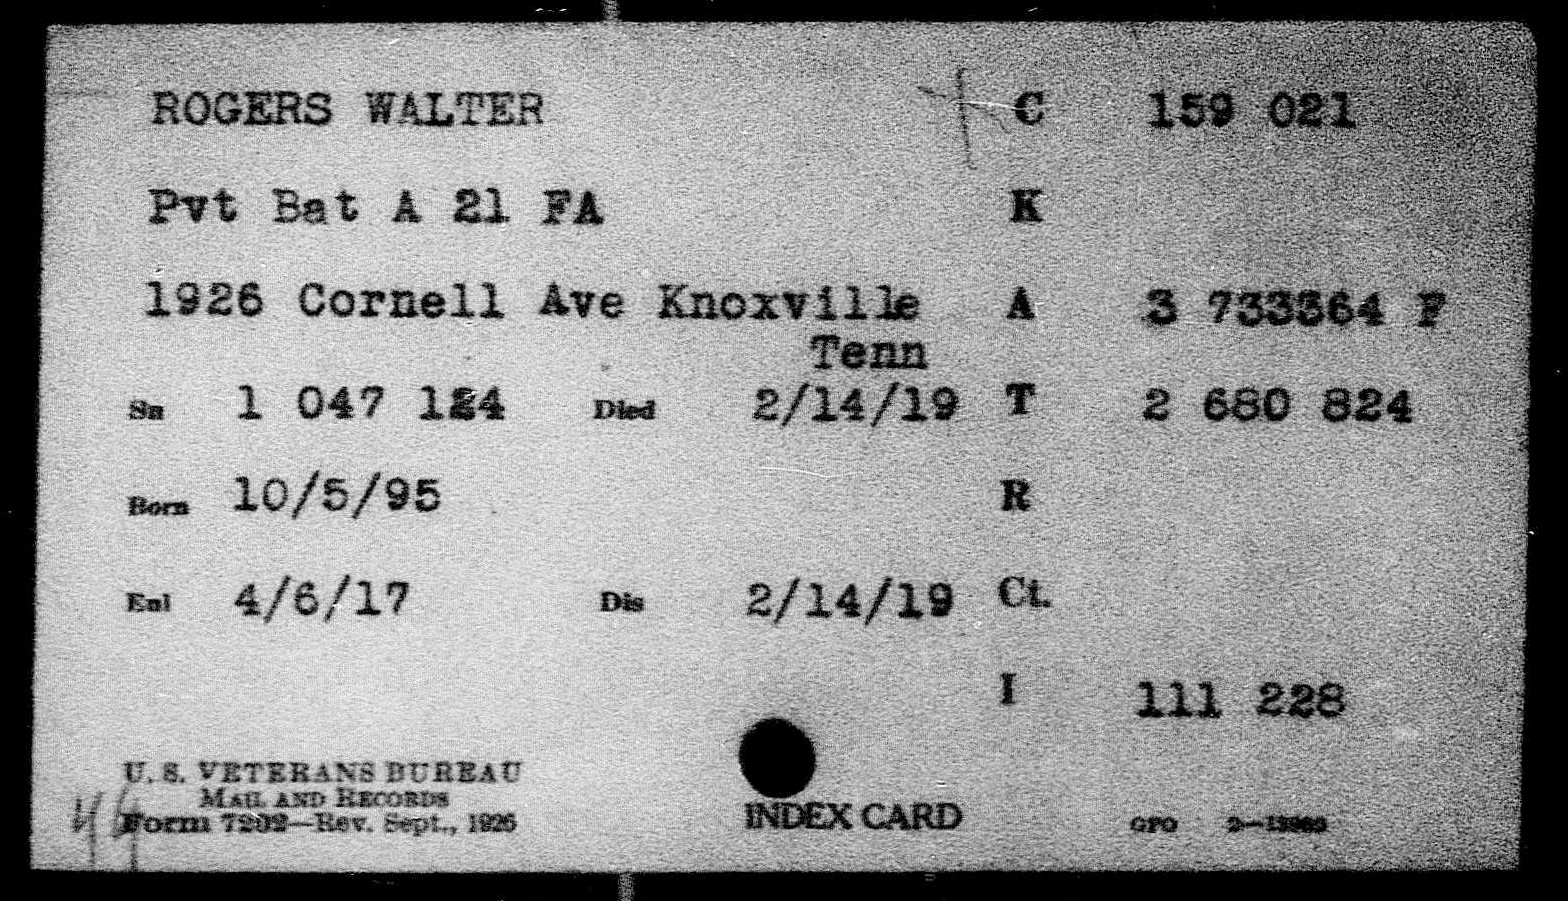 ROGERS WALTER C 159 021
Pvt Bat A 21 FA K
1926 Cornell Ave Knoxville A 3 733364 F
Tenn
Sn 1 047 124 Died 2/14/19 T 2 680 824
Born 10/5/95 R
Enl 4/6/17 Dis 2/14/19 Ct.
I 111 228
U. S. VETERANS BUREAU
MAIL AND RECORDS
Form 7202—Rev. Sept., 1926
INDEX CARD GPO